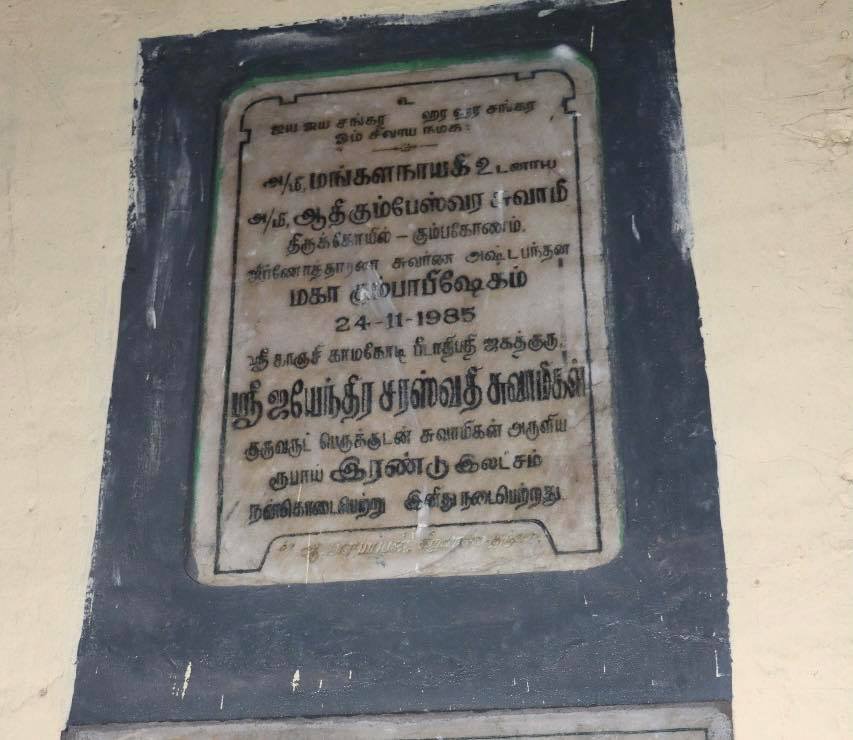 உ
ஜய ஜய சங்கர ஹர ஹர சங்கர
ஓம் சிவாய நமக:
அ/மி, மங்களநாயகி உடனாய
அ/மி, ஆதிகும்பேஸ்வர சுவாமி
திருக்கோயில் – கும்பகோணம்.
ஜீர்ணோத்தாரண சுவர்ண அஷ்டபந்தன
மகா கும்பாபிஷேகம்
24-11-1985
ஸ்ரீ காஞ்சி காமகோடி பீடாதிபதி ஜகத்குரு,
ஸ்ரீ ஜயேந்திர சரஸ்வதி சுவாமிகள்
குருவருட் பெருக்குடன் சுவாமிகள் அருளிய
ரூபாய் இரண்டு இலட்சம்
நன்கொடைபெற்று இனிது நடைபெற்றது.